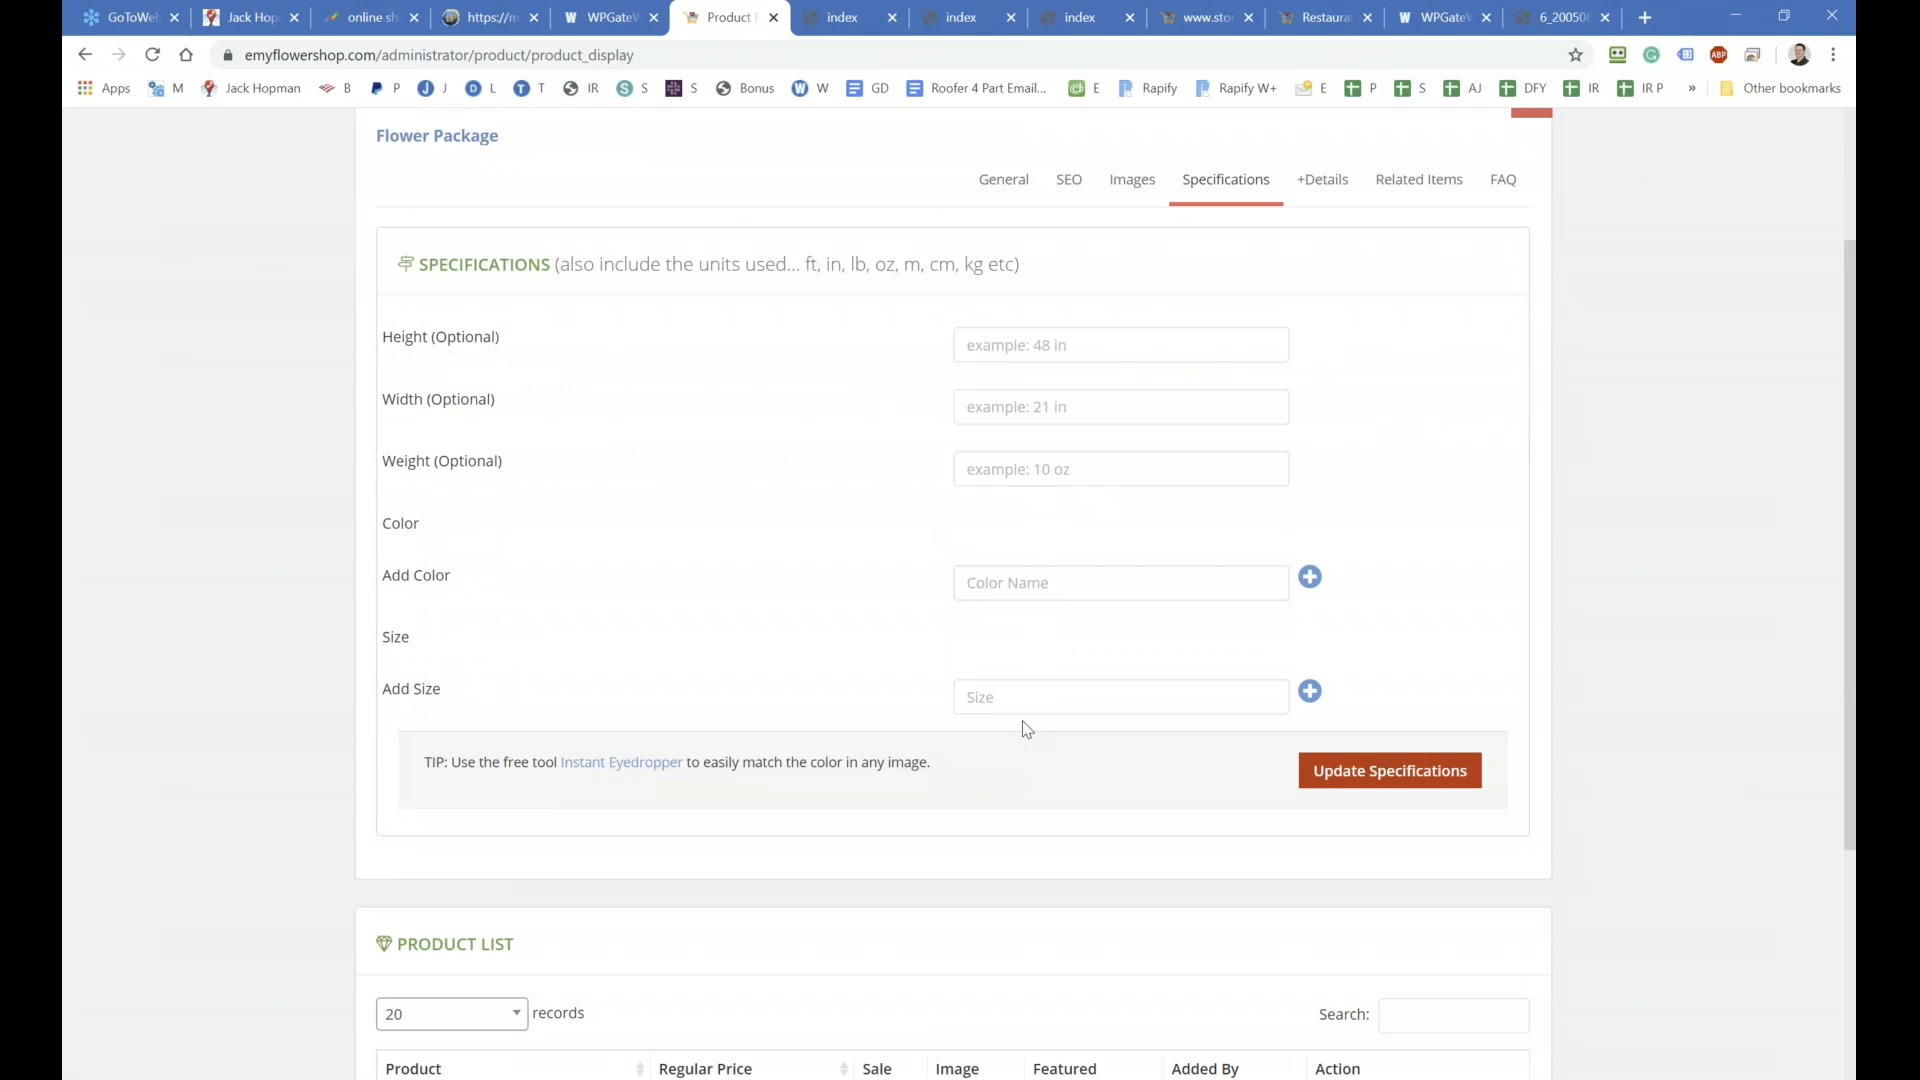 GoToWeb Jack Hop online sh https://m WPGateW Product index index index www.sto Restaura WPGateW 6_20050
emyflowershop.com/administrator/product/product_display
Apps M Jack Hopman B P J L T IR S S Bonus W GD Roofer 4 Part Email... E Rapify Rapify W+ E P S AJ DFY IR IR P » Other bookmarks
Flower Package
General SEO Images Specifications +Details Related Items FAQ
SPECIFICATIONS (also include the units used... ft, in, lb, oz, m, cm, kg etc)
Height (Optional) example: 48 in
Width (Optional) example: 21 in
Weight (Optional) example: 10 oz
Color
Add Color Color Name
Size
Add Size Size
TIP: Use the free tool Instant Eyedropper to easily match the color in any image. Update Specifications
PRODUCT LIST
20 records Search:
Product Regular Price Sale Image Featured Added By Action